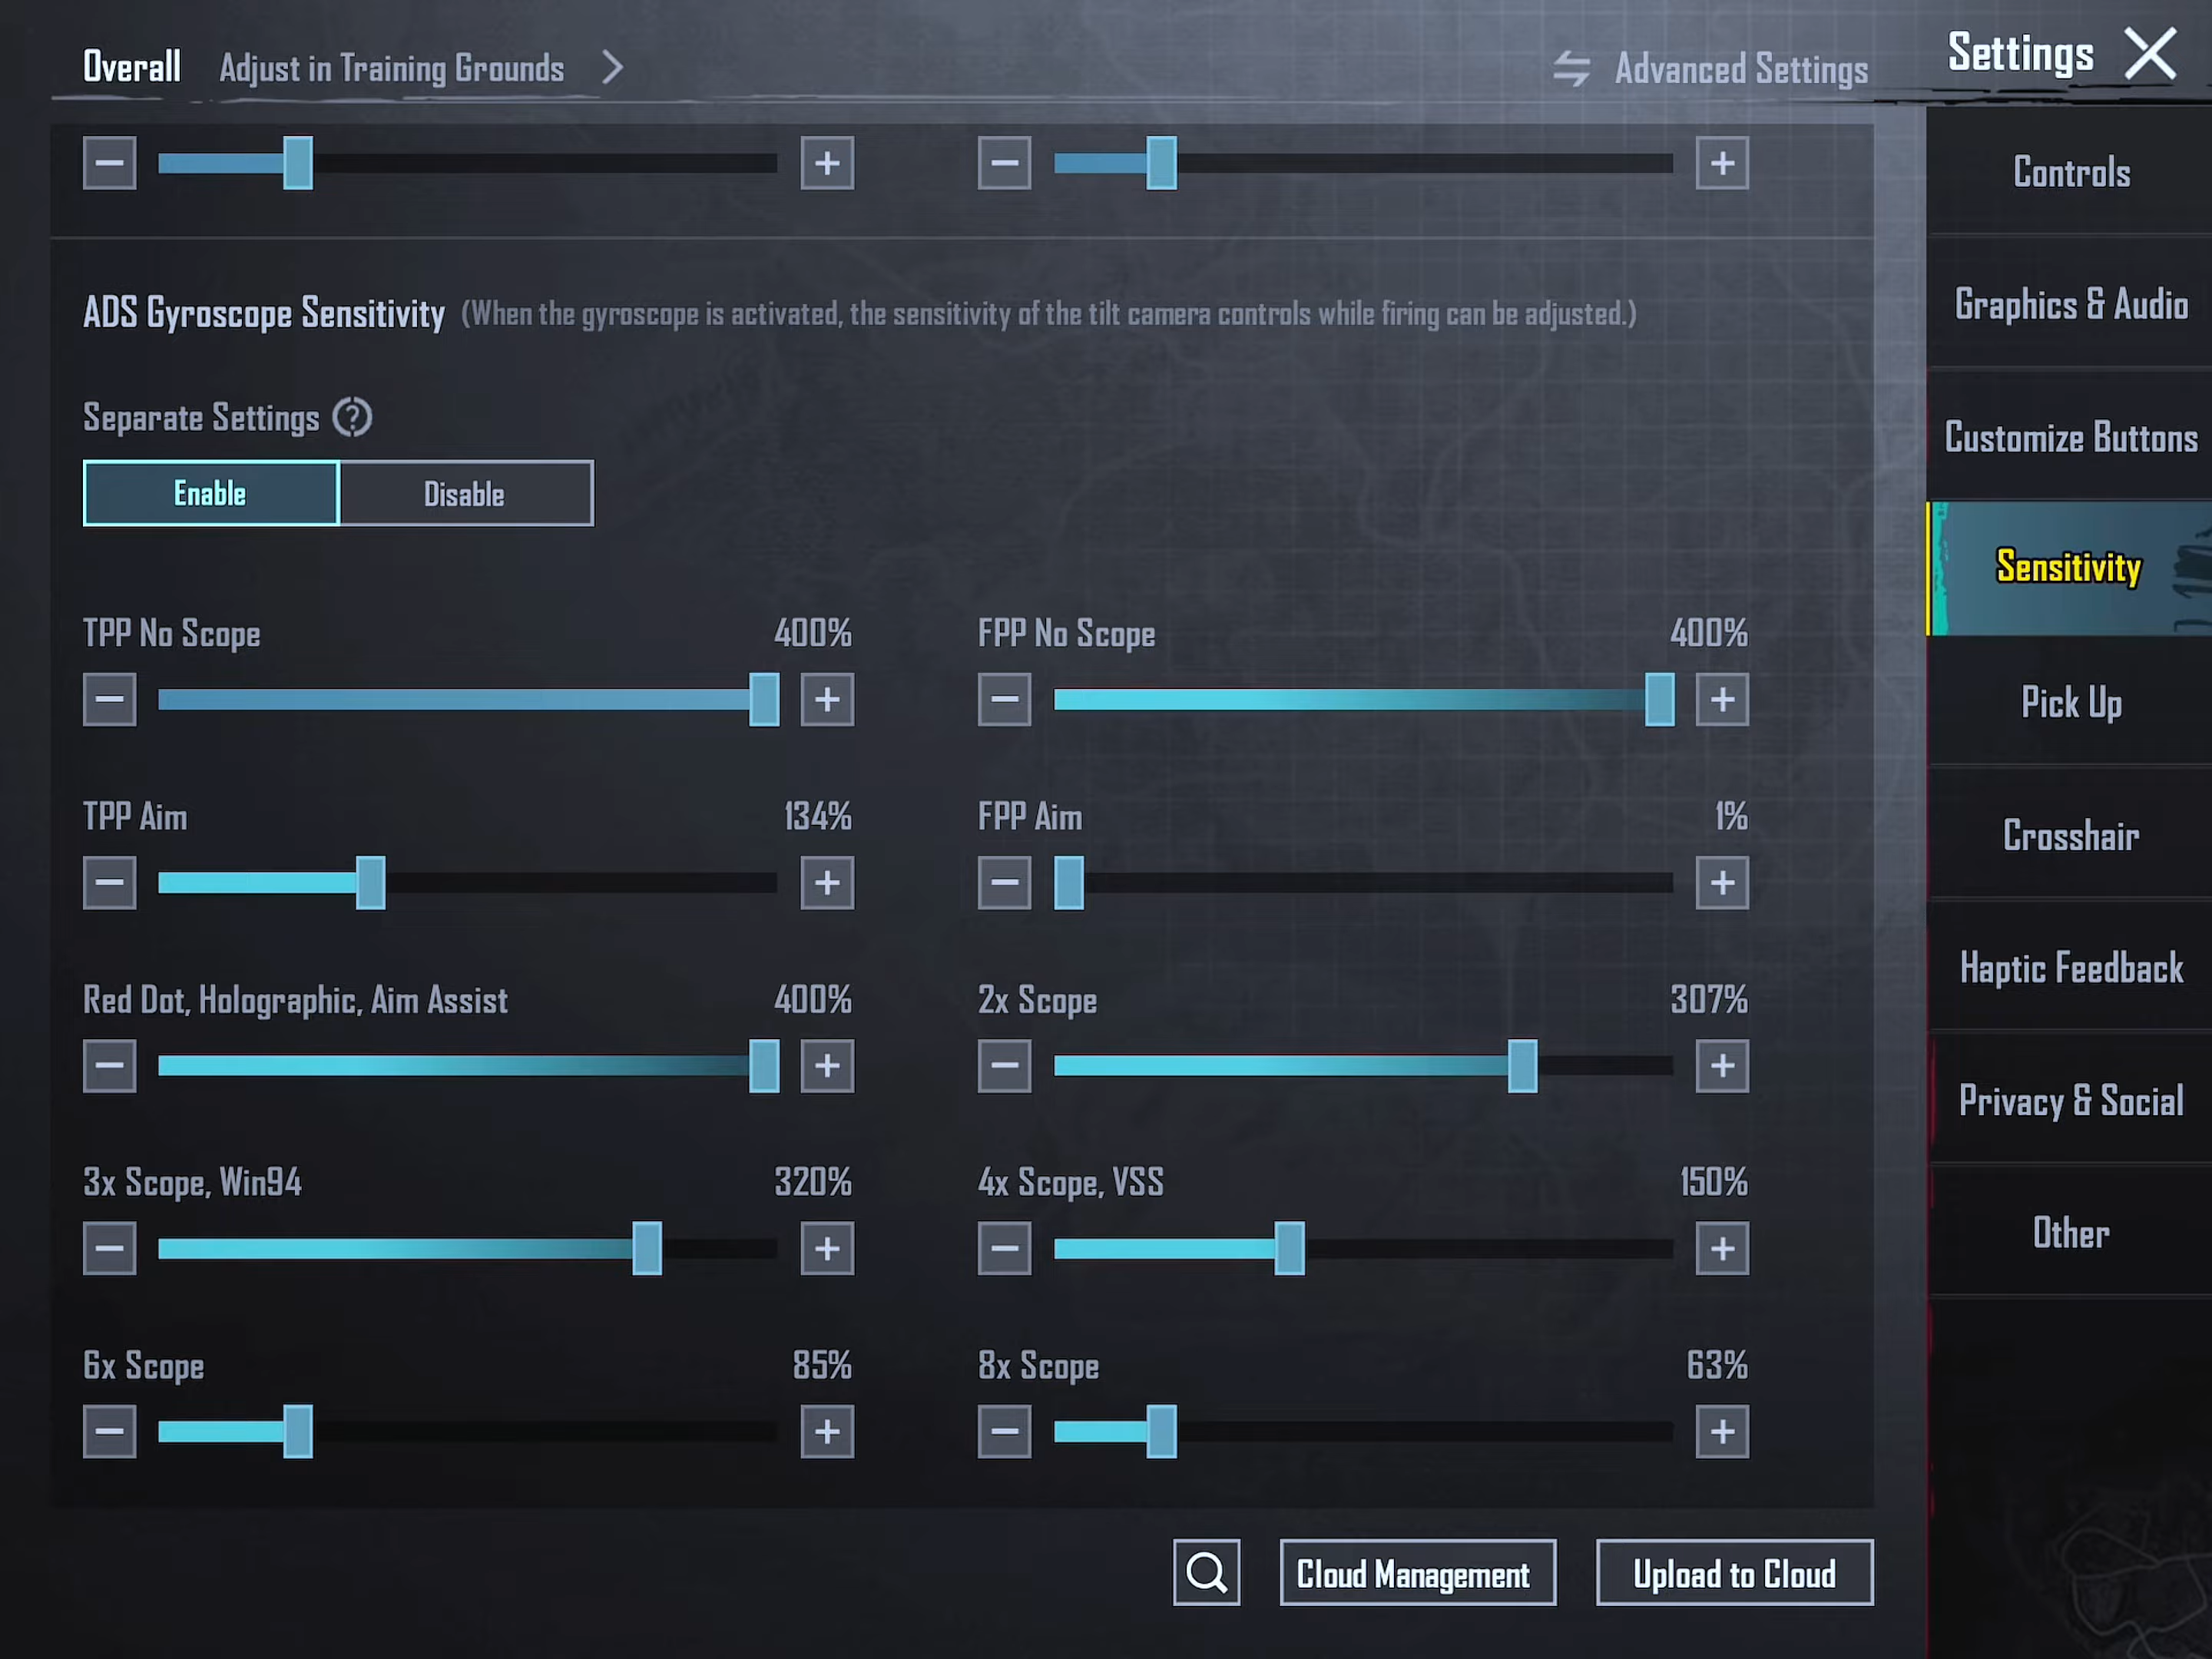 Overall Adjust in Training Grounds
Advanced Settings
Settings
ADS Gyroscope Sensitivity (When the gyroscope is activated, the sensitivity of the tilt camera controls while firing can be adjusted.)
Separate Settings ?
Enable Disable
TPP No Scope 400%
FPP No Scope 400%
TPP Aim 134%
FPP Aim 1%
Red Dot, Holographic, Aim Assist 400%
2x Scope 307%
3x Scope, Win94 320%
4x Scope, VSS 150%
6x Scope 85%
8x Scope 63%
Cloud Management
Upload to Cloud
Controls
Graphics & Audio
Customize Buttons
Sensitivity
Pick Up
Crosshair
Haptic Feedback
Privacy & Social
Other